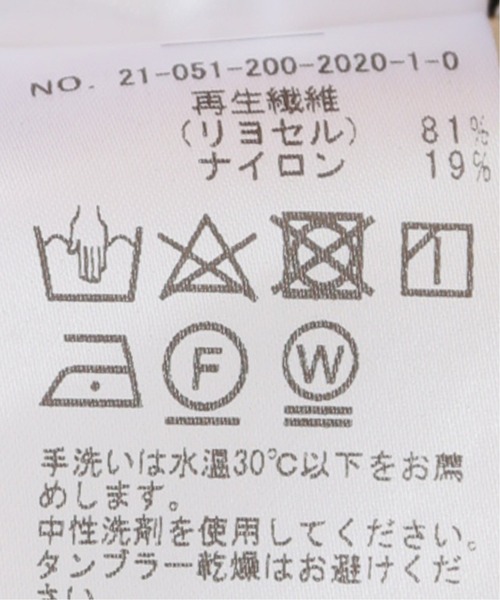 NO. 21-051-200-2020-1-0
再生繊維
(リヨセル) 81%
ナイロン 19%
F W
手洗いは水温30℃以下をお薦
めします。
中性洗剤を使用してください。
タンブラー乾燥はお避けくだ
さい